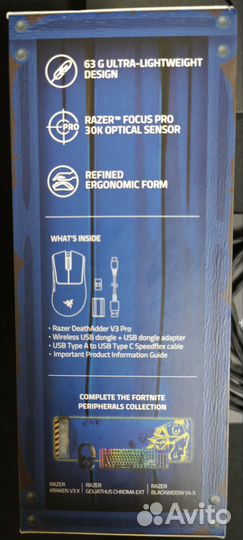 63 G ULTRA-LIGHTWEIGHT
DESIGN
PRO
RAZER™ FOCUS PRO
30K OPTICAL SENSOR
REFINED
ERGONOMIC FORM
WHAT'S INSIDE
• Razer DeathAdder V3 Pro
• Wireless USB dongle + USB dongle adapter
• USB Type A to USB Type C Speedflex cable
• Important Product Information Guide
COMPLETE THE FORTNITE
PERIPHERALS COLLECTION
RAZER
KRAKEN V3 X
RAZER
GOLIATHUS CHROMA EXT
RAZER
BLACKWIDOW V4 X
Avito